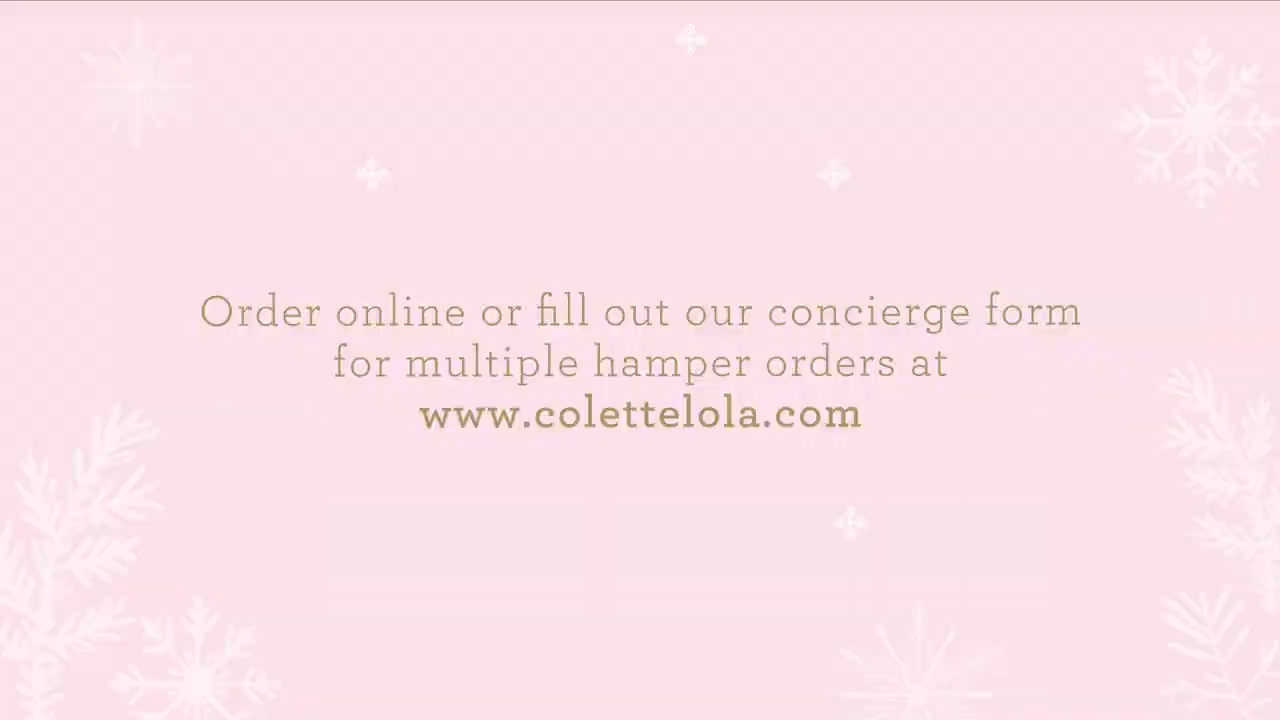 Order online or fill out our concierge form
for multiple hamper orders at
www.colettelola.com